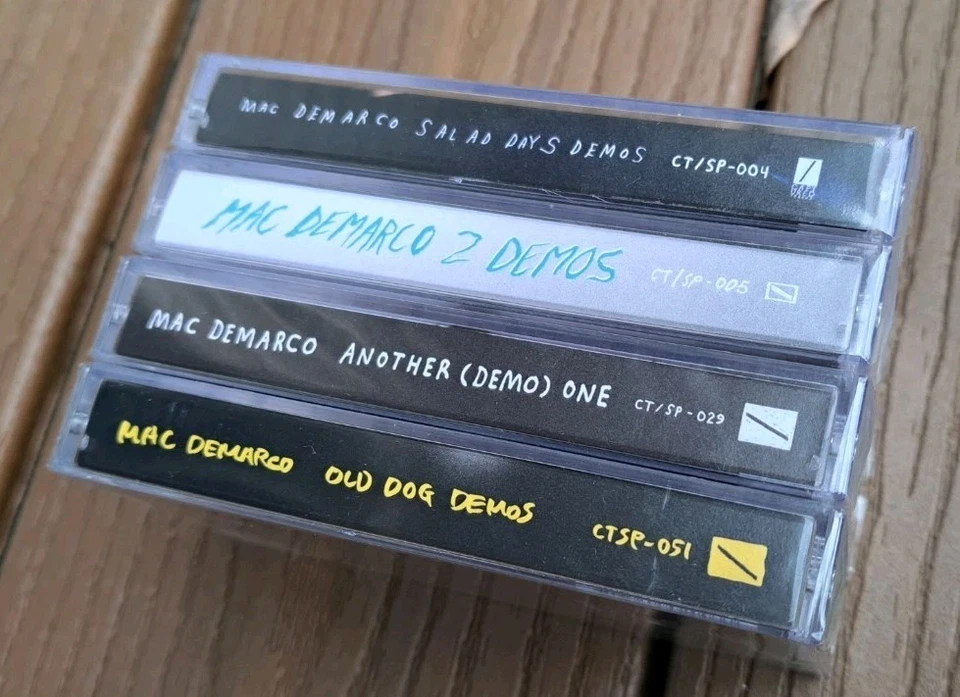 MAC DEMARCO SALAD DAYS DEMOS CT/SP-004
MAC DEMARCO 2 DEMOS CT/SP-005
MAC DEMARCO ANOTHER (DEMO) ONE CT/SP-029
MAC DEMARCO OLD DOG DEMOS CTSP-051